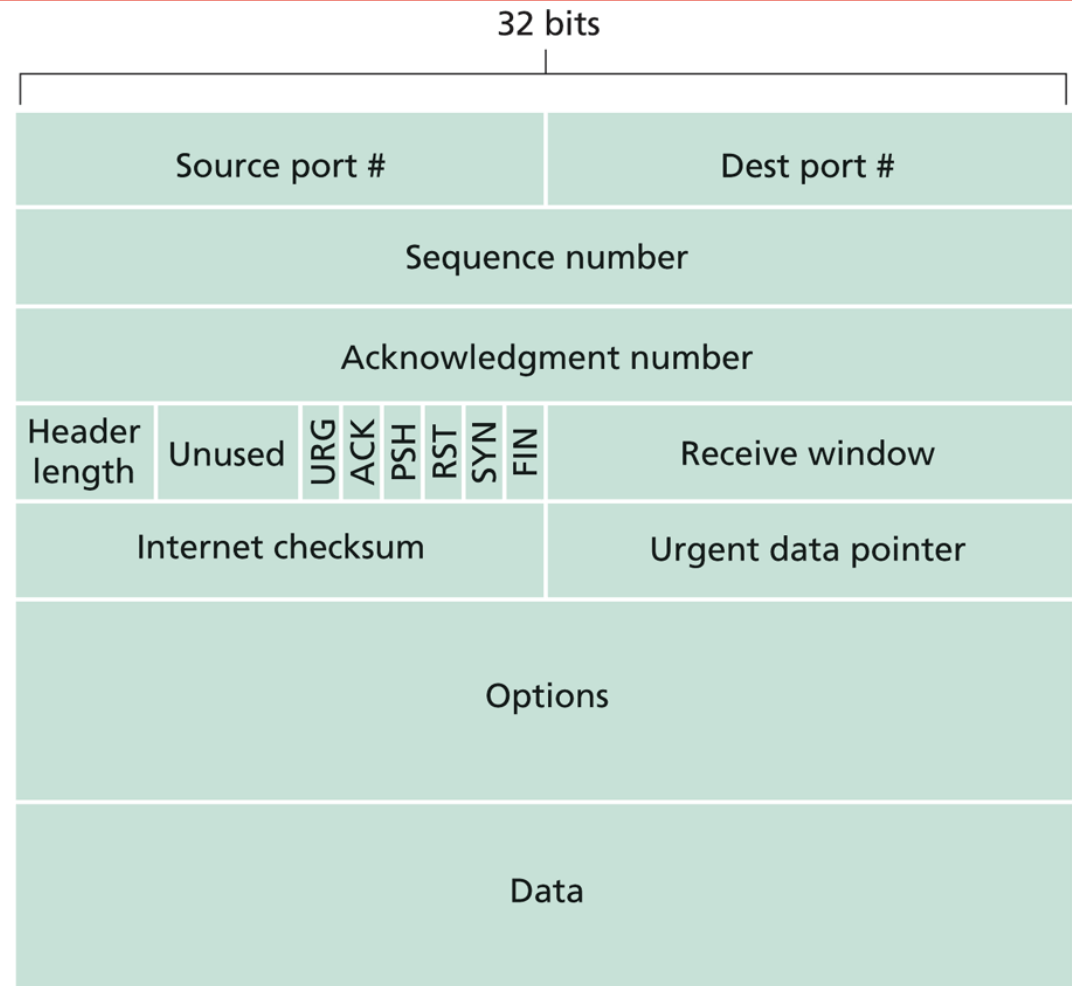 32 bits
Source port #
Dest port #
Sequence number
Acknowledgment number
Header
length
Unused
URG
ACK
PSH
RST
SYN
FIN
Receive window
Internet checksum
Urgent data pointer
Options
Data